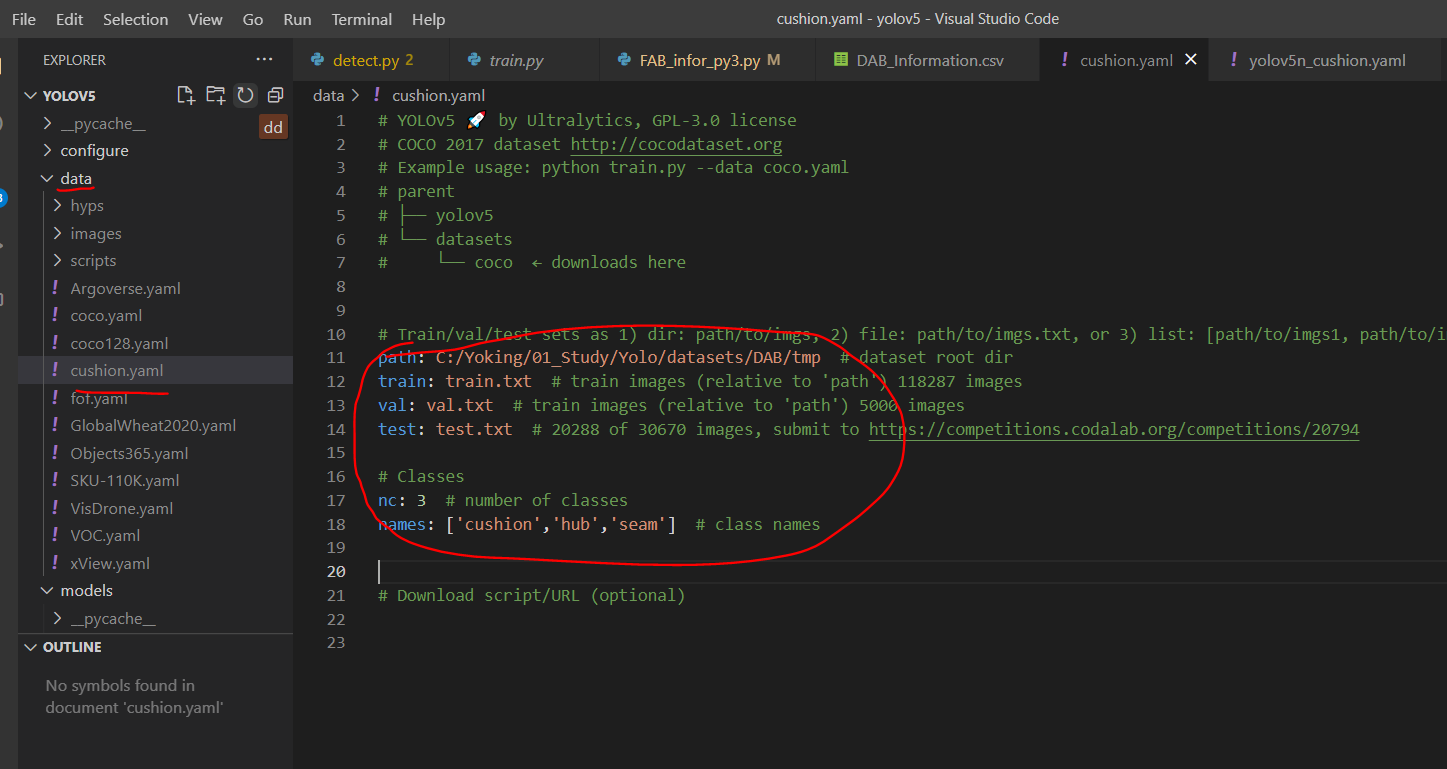 File Edit Selection View Go Run Terminal Help
cushion.yaml - yolov5 - Visual Studio Code
EXPLORER ...
detect.py 2
train.py
FAB_infor_py3.py M
DAB_Information.csv
! cushion.yaml ×
! yolov5n_cushion.yaml
YOLOV5
data > ! cushion.yaml
> __pycache__
dd
> configure
data
> hyps
> images
> scripts
! Argoverse.yaml
! coco.yaml
! coco128.yaml
! cushion.yaml
! fof.yaml
! GlobalWheat2020.yaml
! Objects365.yaml
! SKU-110K.yaml
! VisDrone.yaml
! VOC.yaml
! xView.yaml
models
> __pycache__
OUTLINE
No symbols found in
document 'cushion.yaml'
1 # YOLOv5 🚀 by Ultralytics, GPL-3.0 license
2 # COCO 2017 dataset http://cocodataset.org
3 # Example usage: python train.py --data coco.yaml
4 # parent
5 # ├── yolov5
6 # └── datasets
7 #     └── coco  ← downloads here
8
9
10 # Train/val/test sets as 1) dir: path/to/imgs, 2) file: path/to/imgs.txt, or 3) list: [path/to/imgs1, path/to/i
11 path: C:/Yoking/01_Study/Yolo/datasets/DAB/tmp  # dataset root dir
12 train: train.txt  # train images (relative to 'path') 118287 images
13 val: val.txt  # train images (relative to 'path') 5000 images
14 test: test.txt  # 20288 of 30670 images, submit to https://competitions.codalab.org/competitions/20794
15
16 # Classes
17 nc: 3  # number of classes
18 names: ['cushion','hub','seam']  # class names
19
20
21 # Download script/URL (optional)
22
23